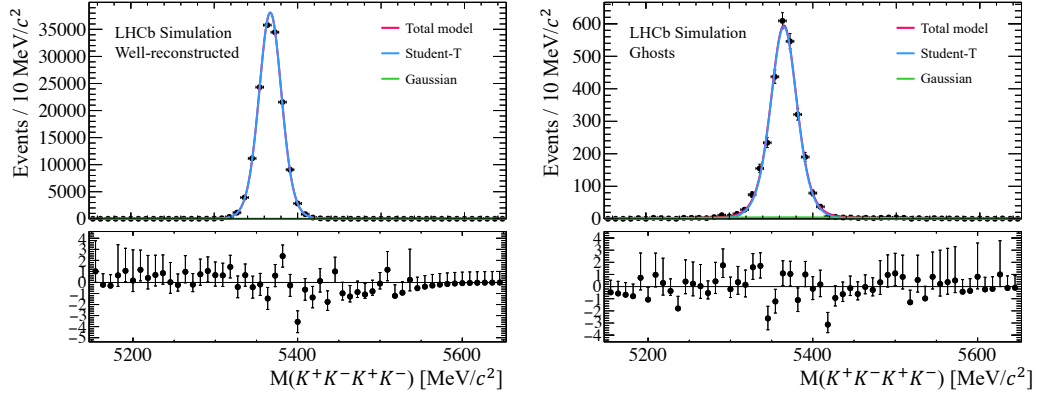 Events / 10 MeV/c²
35000
30000
25000
20000
15000
10000
5000
0
LHCb Simulation
Well-reconstructed
Total model
Student-T
Gaussian
4
3
2
1
0
−1
−2
−3
−4
−5
5200 5400 5600
M(K⁺K⁻K⁺K⁻) [MeV/c²]
Events / 10 MeV/c²
600
500
400
300
200
100
0
LHCb Simulation
Ghosts
Total model
Student-T
Gaussian
4
3
2
1
0
−1
−2
−3
−4
5200 5400 5600
M(K⁺K⁻K⁺K⁻) [MeV/c²]